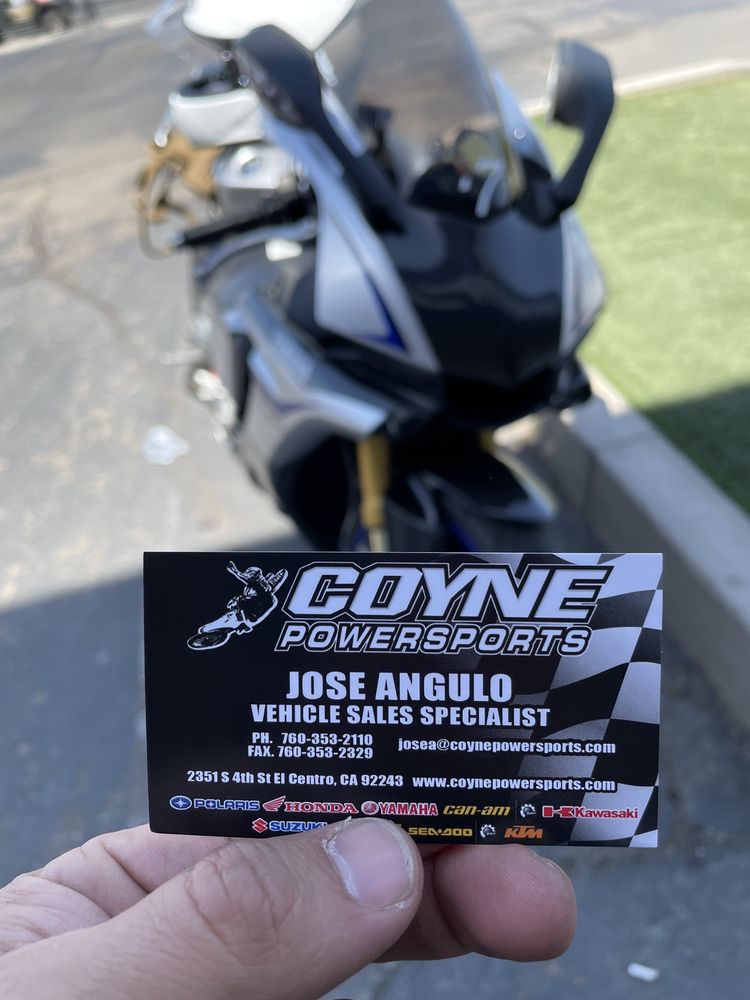 COYNE
POWERSPORTS
JOSE ANGULO
VEHICLE SALES SPECIALIST
PH. 760-353-2110
FAX. 760-353-2329
josea@coynepowersports.com
2351 S 4th St El Centro, CA 92243 www.coynepowersports.com
POLARIS HONDA YAMAHA can-am Kawasaki
SUZUKI SEA-DOO KTM